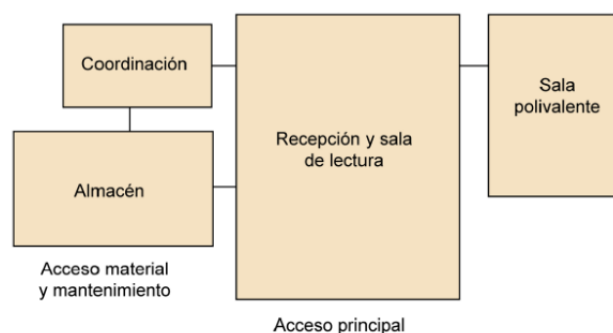 Coordinación
Almacén
Acceso material
y mantenimiento
Recepción y sala
de lectura
Acceso principal
Sala
polivalente